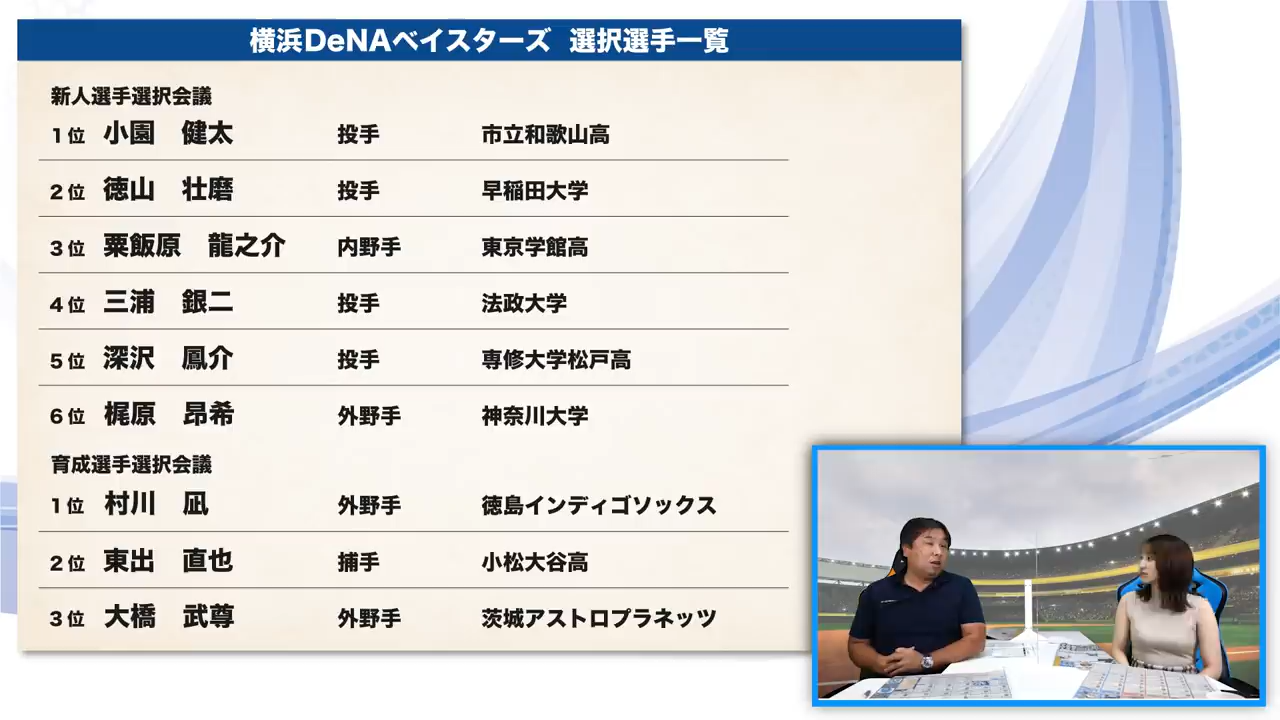 横浜DeNAベイスターズ 選択選手一覧
新人選手選択会議
1位 小園 健太 投手 市立和歌山高
2位 徳山 壮磨 投手 早稲田大学
3位 粟飯原 龍之介 内野手 東京学館高
4位 三浦 銀二 投手 法政大学
5位 深沢 鳳介 投手 専修大学松戸高
6位 梶原 昂希 外野手 神奈川大学
育成選手選択会議
1位 村川 凪 外野手 徳島インディゴソックス
2位 東出 直也 捕手 小松大谷高
3位 大橋 武尊 外野手 茨城アストロプラネッツ